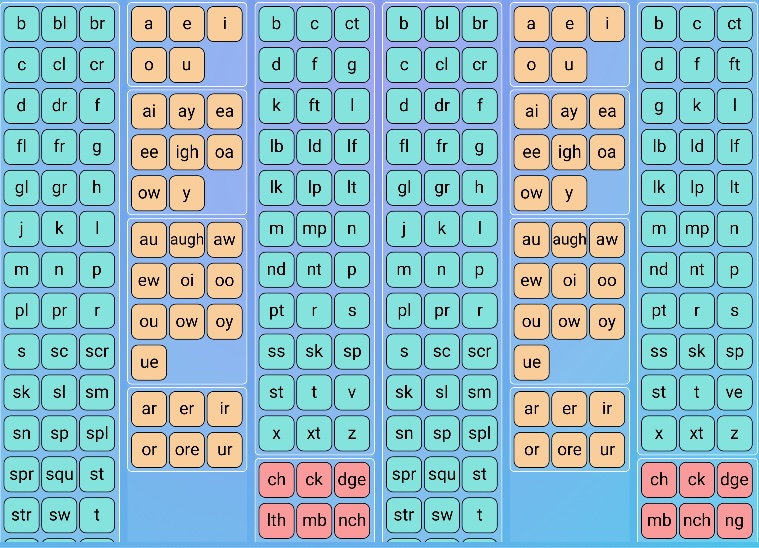 b bl br
c cl cr
d dr f
fl fr g
gl gr h
j k l
m n p
pl pr r
s sc scr
sk sl sm
sn sp spl
spr squ st
str sw t
a e i
o u
ai ay ea
ee igh oa
ow y
au augh aw
ew oi oo
ou ow oy
ue
ar er ir
or ore ur
b c ct
d f g
k ft l
lb ld lf
lk lp lt
m mp n
nd nt p
pt r s
ss sk sp
st t v
x xt z
ch ck dge
lth mb nch
b bl br
c cl cr
d dr f
fl fr g
gl gr h
j k l
m n p
pl pr r
s sc scr
sk sl sm
sn sp spl
spr squ st
str sw t
a e i
o u
ai ay ea
ee igh oa
ow y
au augh aw
ew oi oo
ou ow oy
ue
ar er ir
or ore ur
b c ct
d f ft
g k l
lb ld lf
lk lp lt
m mp n
nd nt p
pt r s
ss sk sp
st t ve
x xt z
ch ck dge
mb nch ng